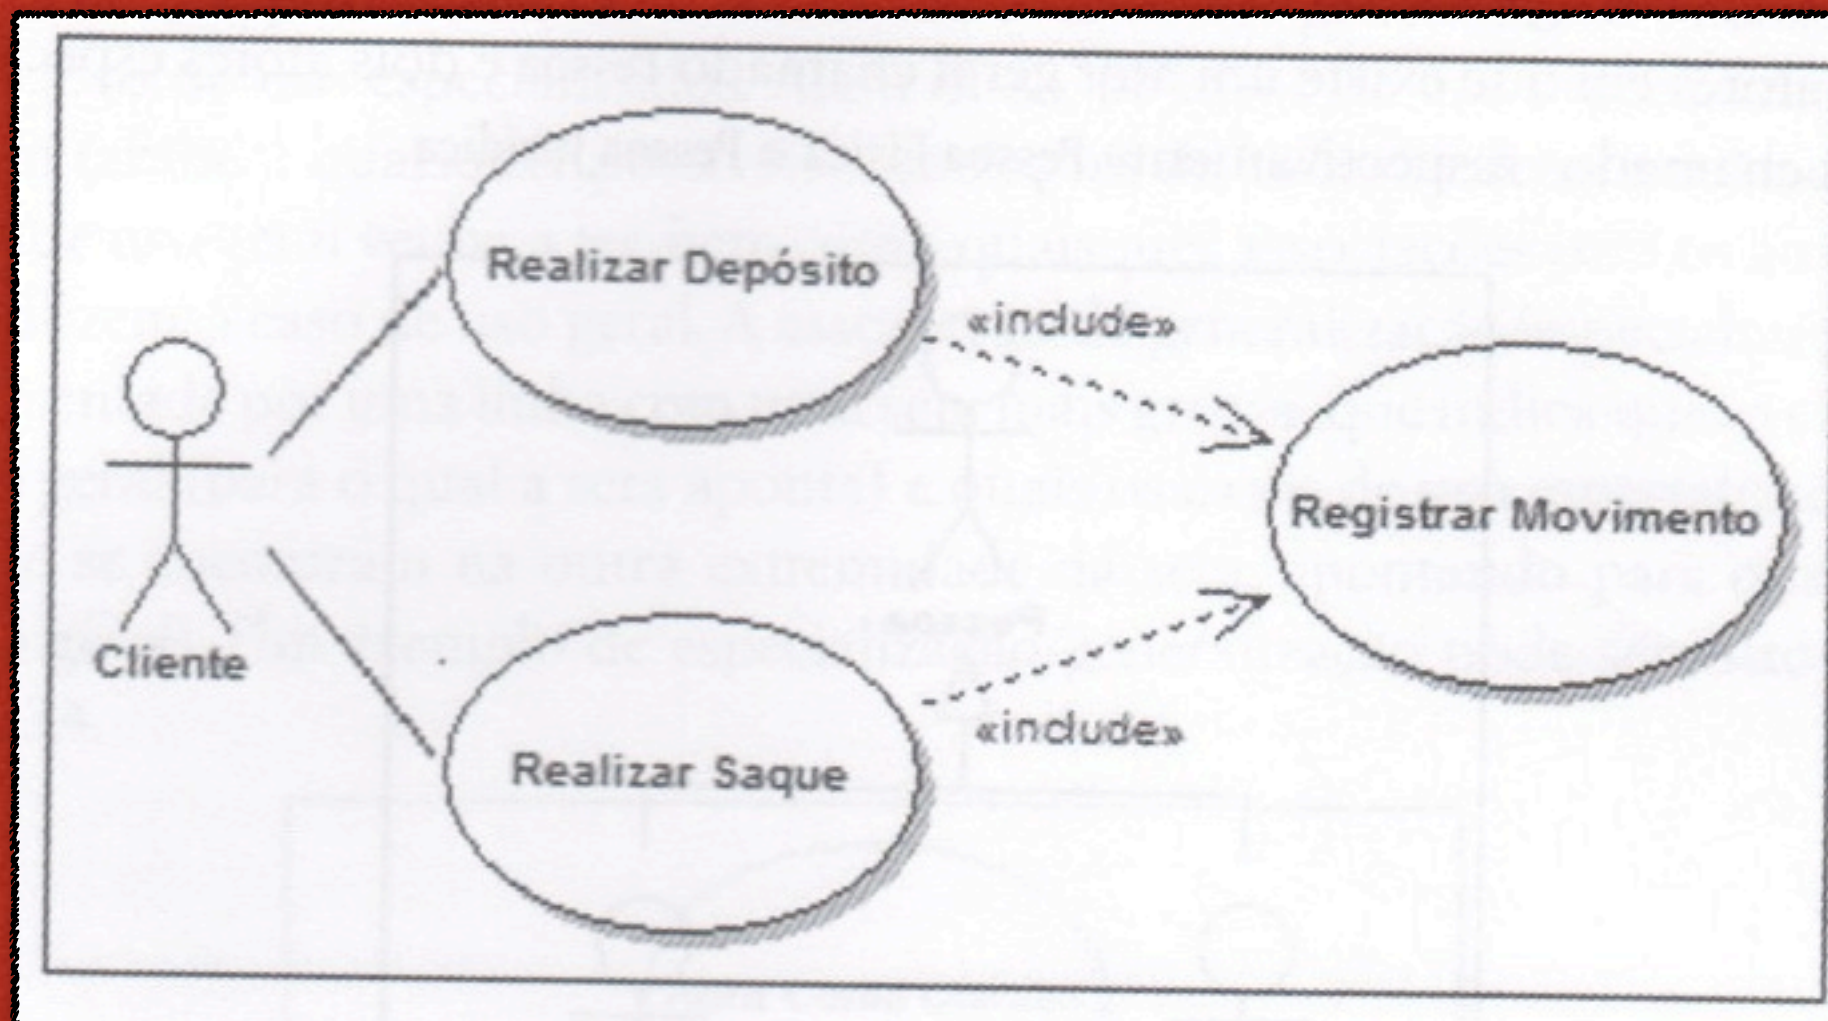 Realizar Depósito
«include»
Registrar Movimento
Cliente
«include»
Realizar Saque